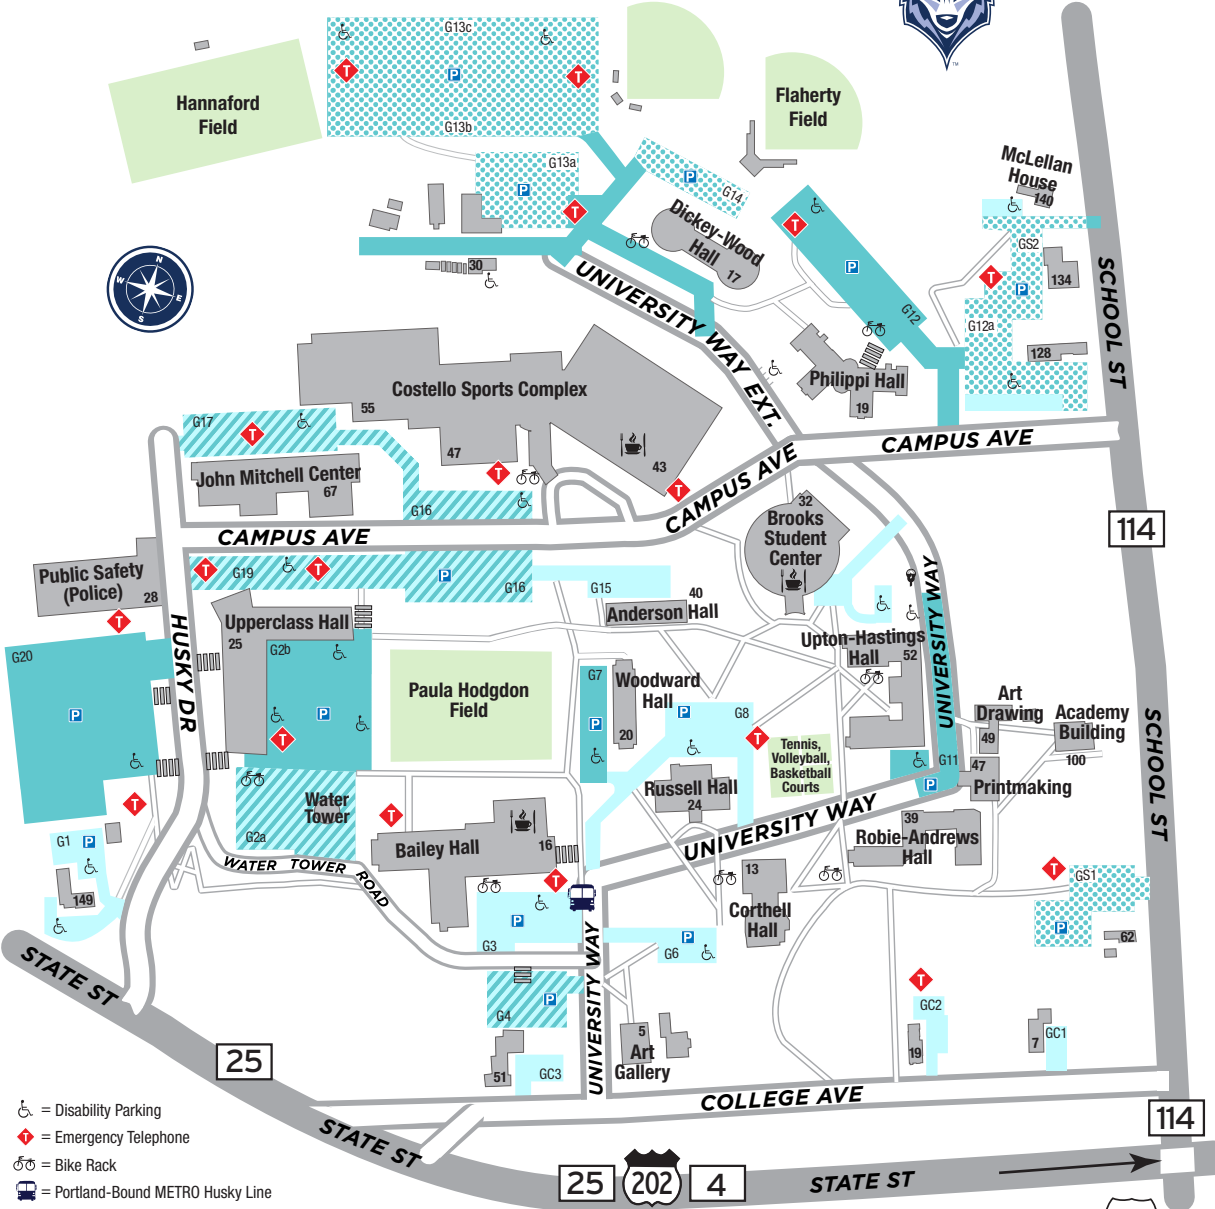 TM
G13c
T
T
P
G13b
Hannaford
Field
Flaherty
Field
G13a
P
T
P
G14
McLellan
House
140
Dickey-Wood
Hall
17
T
P
G12
GS2
T
P
134
G12a
128
N
W
E
S
30
UNIVERSITY WAY EXT.
SCHOOL ST
Philippi Hall
19
Costello Sports Complex
55
47
43
T
T
G17
T
John Mitchell Center
67
G16
CAMPUS AVE
CAMPUS AVE
CAMPUS AVE
114
32
Brooks
Student
Center
Public Safety
(Police)
28
T
T
G19
T
P
G16
G15
40
Anderson Hall
HUSKY DR
Upperclass Hall
25
G2b
P
T
G20
P
T
Paula Hodgdon
Field
G7
P
Woodward
Hall
20
P
G8
T
Upton-Hastings
Hall
52
UNIVERSITY WAY
Tennis,
Volleyball,
Basketball
Courts
Art
Drawing
49
Academy
Building
100
G11
P
47
Printmaking
SCHOOL ST
Russell Hall
24
UNIVERSITY WAY
39
Robie-Andrews
Hall
Water
Tower
G2a
T
Bailey Hall
16
T
WATER TOWER ROAD
G1
P
149
13
Corthell
Hall
T
GS1
P
62
P
G3
P
G6
P
G4
UNIVERSITY WAY
T
GC2
19
7
GC1
5
Art
Gallery
51
GC3
STATE ST
25
COLLEGE AVE
STATE ST
114
= Disability Parking
T = Emergency Telephone
= Bike Rack
= Portland-Bound METRO Husky Line
25
202
4
STATE ST